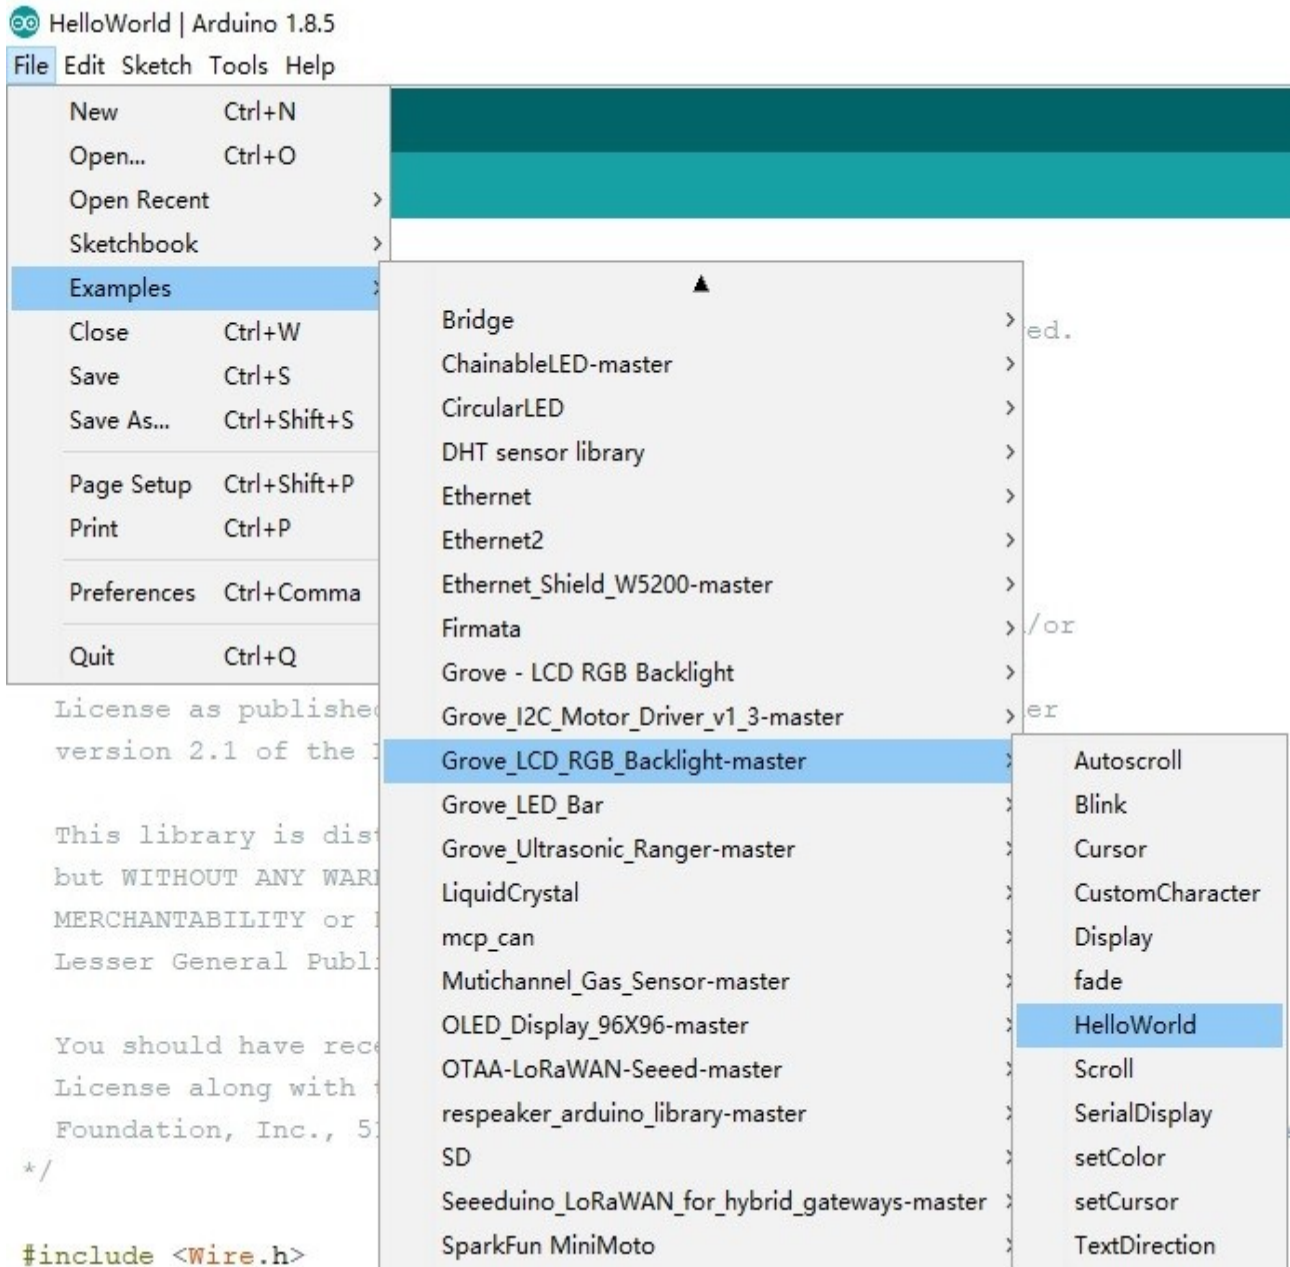 HelloWorld | Arduino 1.8.5
File Edit Sketch Tools Help
New Ctrl+N
Open... Ctrl+O
Open Recent
Sketchbook
Examples
Close Ctrl+W
Save Ctrl+S
Save As... Ctrl+Shift+S
Page Setup Ctrl+Shift+P
Print Ctrl+P
Preferences Ctrl+Comma
Quit Ctrl+Q
Bridge
ChainableLED-master
CircularLED
DHT sensor library
Ethernet
Ethernet2
Ethernet_Shield_W5200-master
Firmata
Grove - LCD RGB Backlight
Grove_I2C_Motor_Driver_v1_3-master
Grove_LCD_RGB_Backlight-master
Grove_LED_Bar
Grove_Ultrasonic_Ranger-master
LiquidCrystal
mcp_can
Mutichannel_Gas_Sensor-master
OLED_Display_96X96-master
OTAA-LoRaWAN-Seeed-master
respeaker_arduino_library-master
SD
Seeeduino_LoRaWAN_for_hybrid_gateways-master
SparkFun MiniMoto
Autoscroll
Blink
Cursor
CustomCharacter
Display
fade
HelloWorld
Scroll
SerialDisplay
setColor
setCursor
TextDirection
ed.
/or
er
License as published
version 2.1 of the
This library is dist
but WITHOUT ANY WARR
MERCHANTABILITY or
Lesser General Publi
You should have rece
License along with
Foundation, Inc., 5
*/
#include <Wire.h>